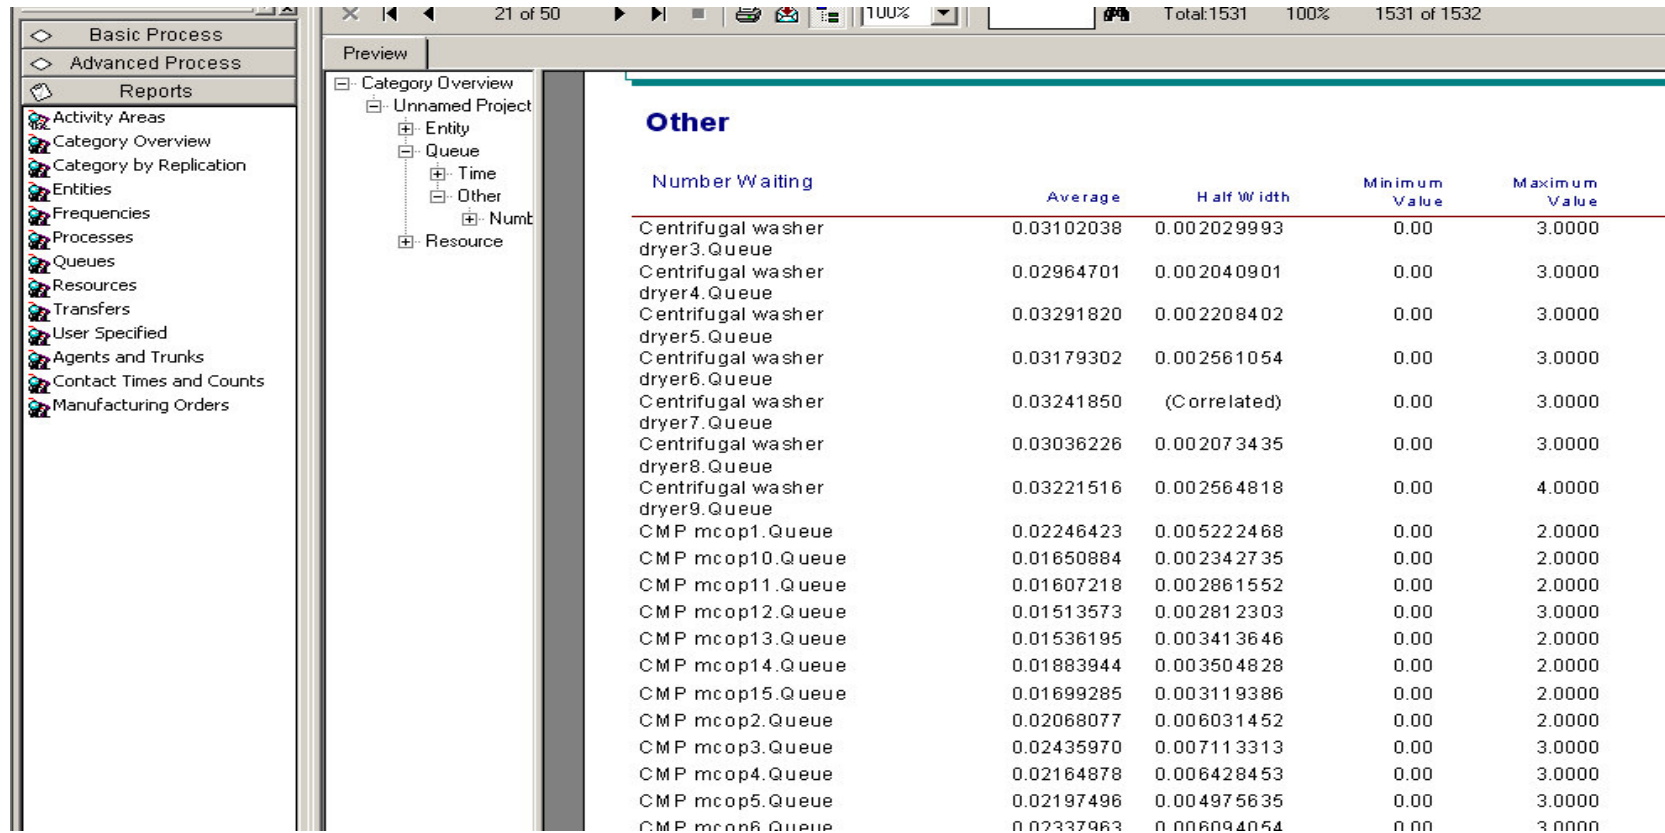 21 of 50
100%
Total:1531 100% 1531 of 1532
Basic Process
Advanced Process
Reports
Activity Areas
Category Overview
Category by Replication
Entities
Frequencies
Processes
Queues
Resources
Transfers
User Specified
Agents and Trunks
Contact Times and Counts
Manufacturing Orders
Preview
Category Overview
Unnamed Project
Entity
Queue
Time
Other
Numb
Resource
Other
Number Waiting Average Half Width Minimum Value Maximum Value
Centrifugal washer 0.03102038 0.002029993 0.00 3.0000
dryer3.Queue
Centrifugal washer 0.02964701 0.002040901 0.00 3.0000
dryer4.Queue
Centrifugal washer 0.03291820 0.002208402 0.00 3.0000
dryer5.Queue
Centrifugal washer 0.03179302 0.002561054 0.00 3.0000
dryer6.Queue
Centrifugal washer 0.03241850 (Correlated) 0.00 3.0000
dryer7.Queue
Centrifugal washer 0.03036226 0.002073435 0.00 3.0000
dryer8.Queue
Centrifugal washer 0.03221516 0.002564818 0.00 4.0000
dryer9.Queue
CMP mcop1.Queue 0.02246423 0.005222468 0.00 2.0000
CMP mcop10.Queue 0.01650884 0.002342735 0.00 2.0000
CMP mcop11.Queue 0.01607218 0.002861552 0.00 2.0000
CMP mcop12.Queue 0.01513573 0.002812303 0.00 3.0000
CMP mcop13.Queue 0.01536195 0.003413646 0.00 2.0000
CMP mcop14.Queue 0.01883944 0.003504828 0.00 2.0000
CMP mcop15.Queue 0.01699285 0.003119386 0.00 2.0000
CMP mcop2.Queue 0.02068077 0.006031452 0.00 2.0000
CMP mcop3.Queue 0.02435970 0.007113313 0.00 3.0000
CMP mcop4.Queue 0.02164878 0.006428453 0.00 3.0000
CMP mcop5.Queue 0.02197496 0.004975635 0.00 3.0000
CMP mcop6.Queue 0.02337963 0.006094054 0.00 3.0000